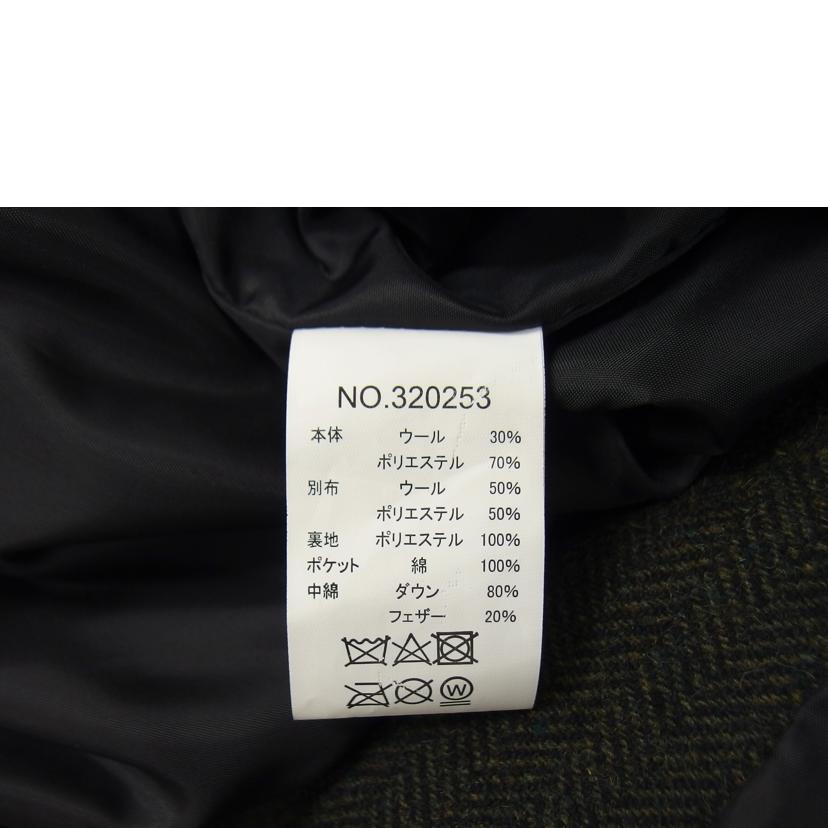 NO.320253
本体 ウール 30%
ポリエステル 70%
別布 ウール 50%
ポリエステル 50%
裏地 ポリエステル 100%
ポケット 綿 100%
中綿 ダウン 80%
フェザー 20%
W